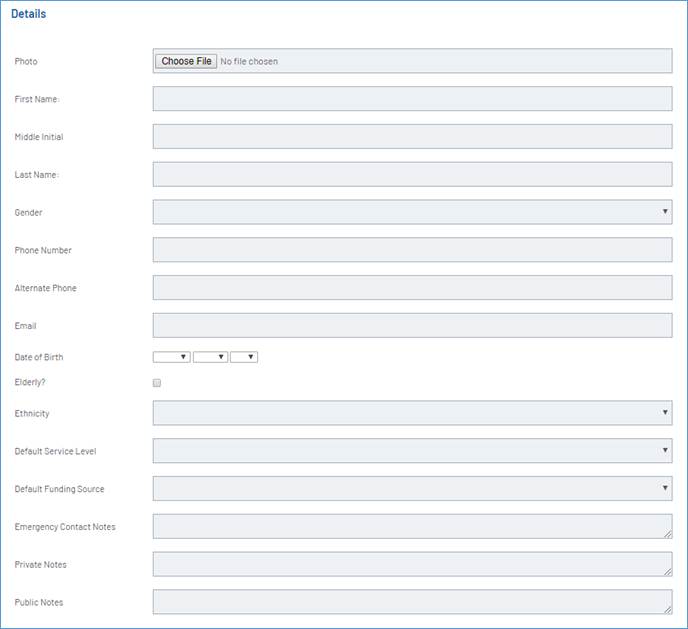 Details
Photo
Choose File No file chosen
First Name:
Middle Initial
Last Name:
Gender
Phone Number
Alternate Phone
Email
Date of Birth
Elderly?
Ethnicity
Default Service Level
Default Funding Source
Emergency Contact Notes
Private Notes
Public Notes